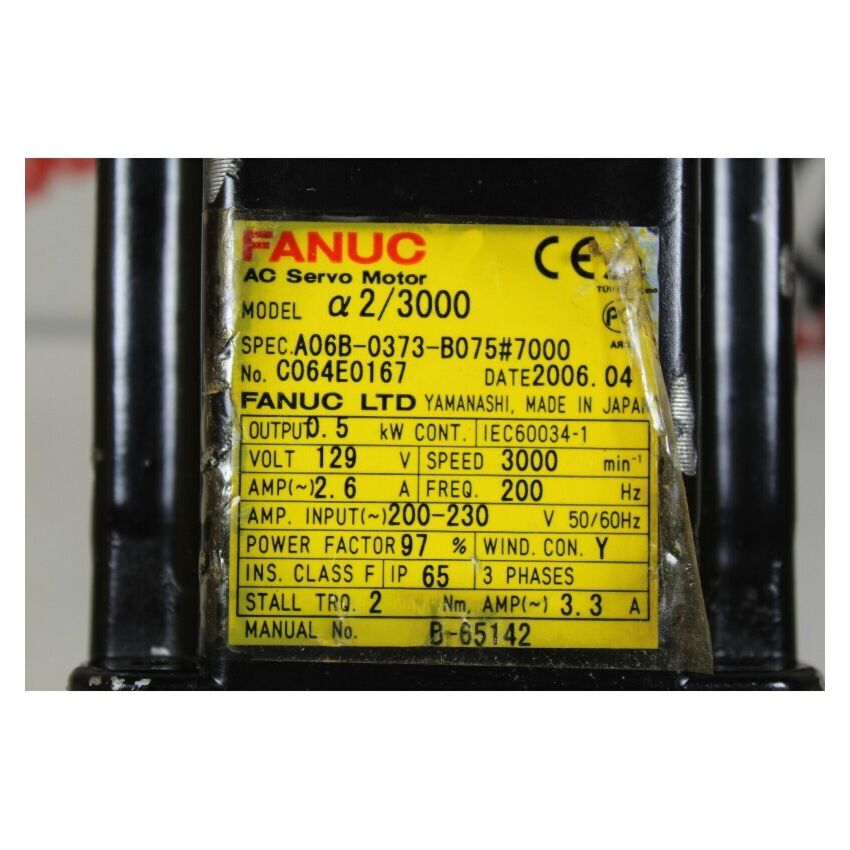 FANUC
CE
AC Servo Motor
MODEL α2/3000
SPEC.A06B-0373-B075#7000
No. C064E0167 DATE2006.04
FANUC LTD YAMANASHI, MADE IN JAPAN
OUTPUT 0.5 kW CONT. IEC60034-1
VOLT 129 V SPEED 3000 min⁻¹
AMP(~)2.6 A FREQ. 200 Hz
AMP. INPUT(~)200-230 V 50/60Hz
POWER FACTOR 97 % WIND. CON. Y
INS. CLASS F IP 65 3 PHASES
STALL TRQ. 2 Nm, AMP(~) 3.3 A
MANUAL No. B-65142